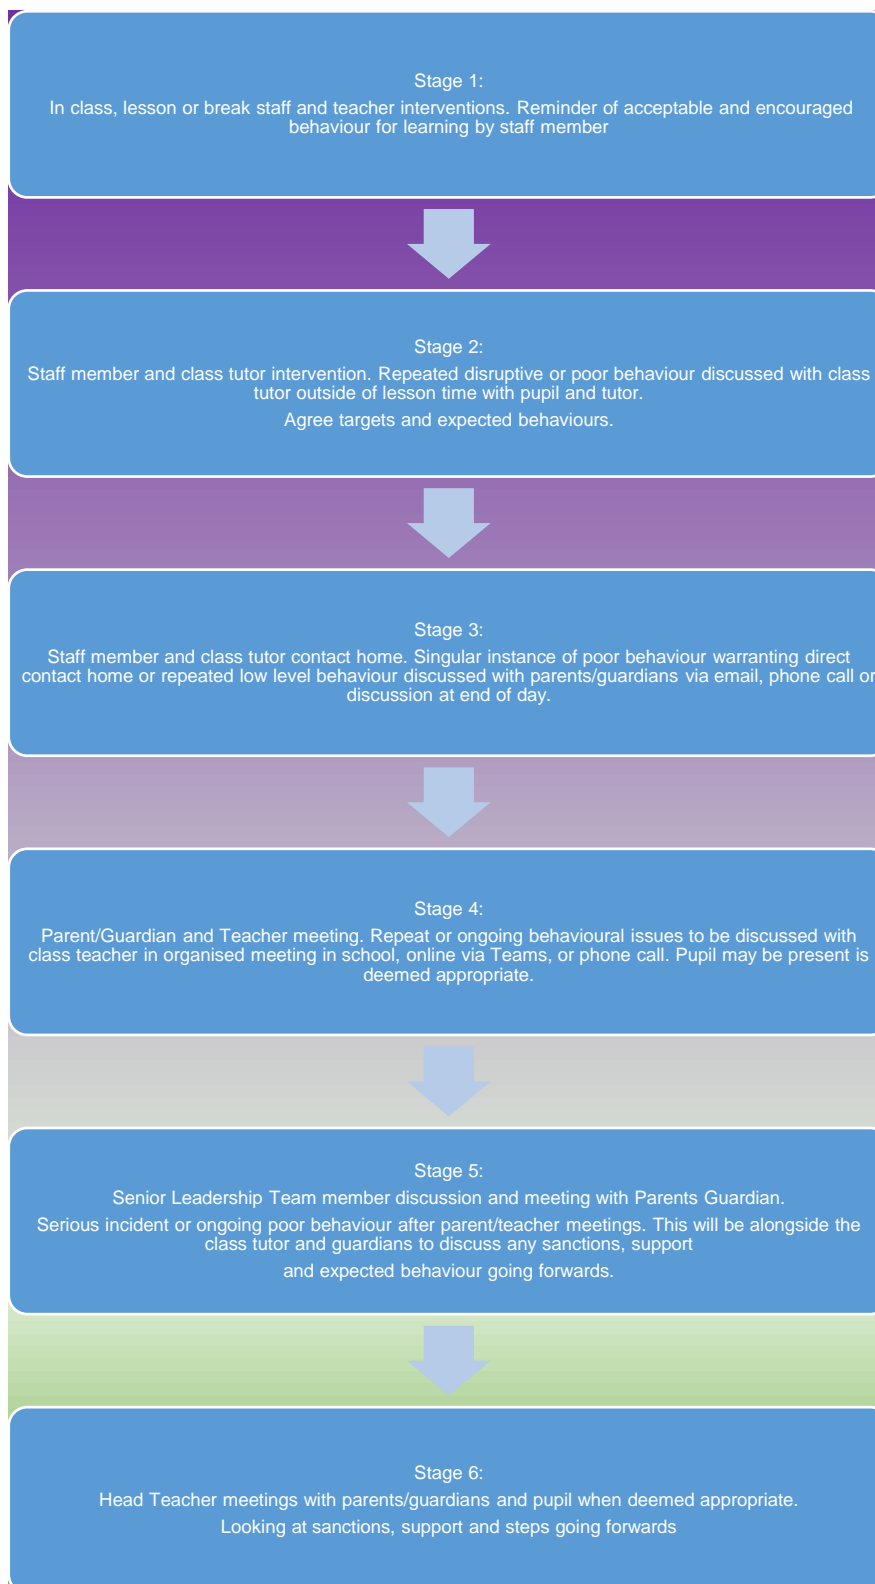 Stage 1:
In class, lesson or break staff and teacher interventions. Reminder of acceptable and encouraged
behaviour for learning by staff member
Stage 2:
Staff member and class tutor intervention. Repeated disruptive or poor behaviour discussed with class
tutor outside of lesson time with pupil and tutor.
Agree targets and expected behaviours.
Stage 3:
Staff member and class tutor contact home. Singular instance of poor behaviour warranting direct
contact home or repeated low level behaviour discussed with parents/guardians via email, phone call or
discussion at end of day.
Stage 4:
Parent/Guardian and Teacher meeting. Repeat or ongoing behavioural issues to be discussed with
class teacher in organised meeting in school, online via Teams, or phone call. Pupil may be present is
deemed appropriate.
Stage 5:
Senior Leadership Team member discussion and meeting with Parents Guardian.
Serious incident or ongoing poor behaviour after parent/teacher meetings. This will be alongside the
class tutor and guardians to discuss any sanctions, support
and expected behaviour going forwards.
Stage 6:
Head Teacher meetings with parents/guardians and pupil when deemed appropriate.
Looking at sanctions, support and steps going forwards